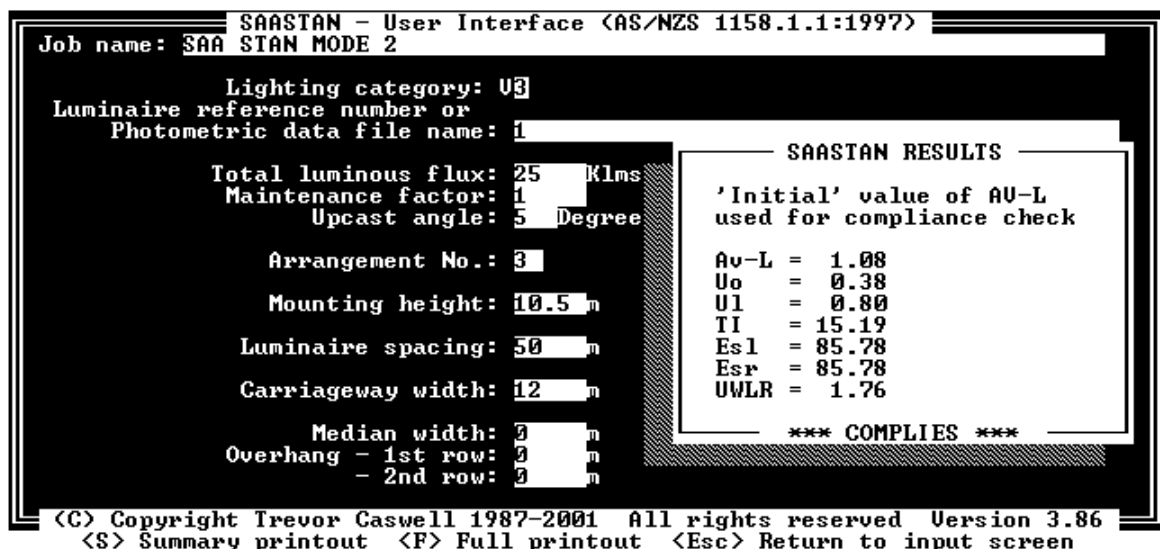 SAASTAN - User Interface (AS/NZS 1158.1.1:1997)
Job name: SAA STAN MODE 2
Lighting category: V3
Luminaire reference number or
Photometric data file name: 1
Total luminous flux: 25 Klms
Maintenance factor: 1
Upcast angle: 5 Degree
Arrangement No.: 3
Mounting height: 10.5 m
Luminaire spacing: 50 m
Carriageway width: 12 m
Median width: 0 m
Overhang - 1st row: 0 m
- 2nd row: 0 m
SAASTAN RESULTS
'Initial' value of AV-L
used for compliance check
Av-L = 1.08
Uo = 0.38
Ul = 0.80
TI = 15.19
Esl = 85.78
Esr = 85.78
UWLR = 1.76
*** COMPLIES ***
(C) Copyright Trevor Caswell 1987-2001 All rights reserved Version 3.86
<S> Summary printout <F> Full printout <Esc> Return to input screen